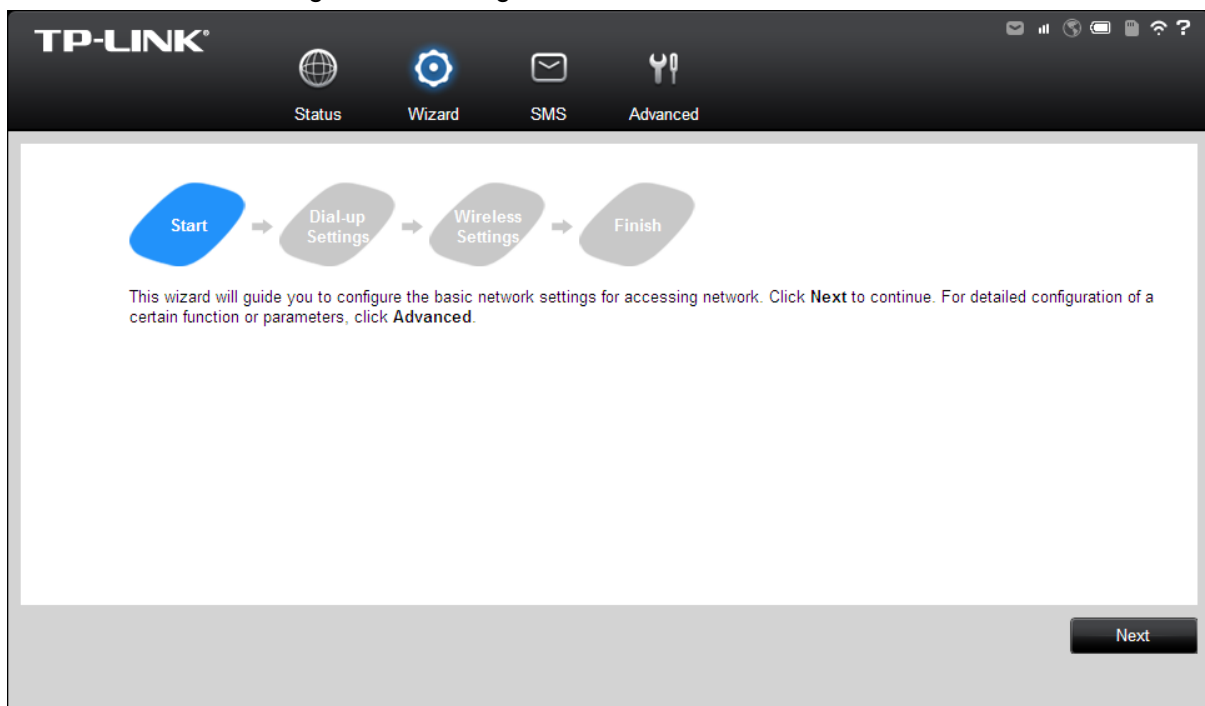 TP-LINK®
Status Wizard SMS Advanced
Start Dial-up Settings Wireless Settings Finish
This wizard will guide you to configure the basic network settings for accessing network. Click Next to continue. For detailed configuration of a
certain function or parameters, click Advanced.
Next